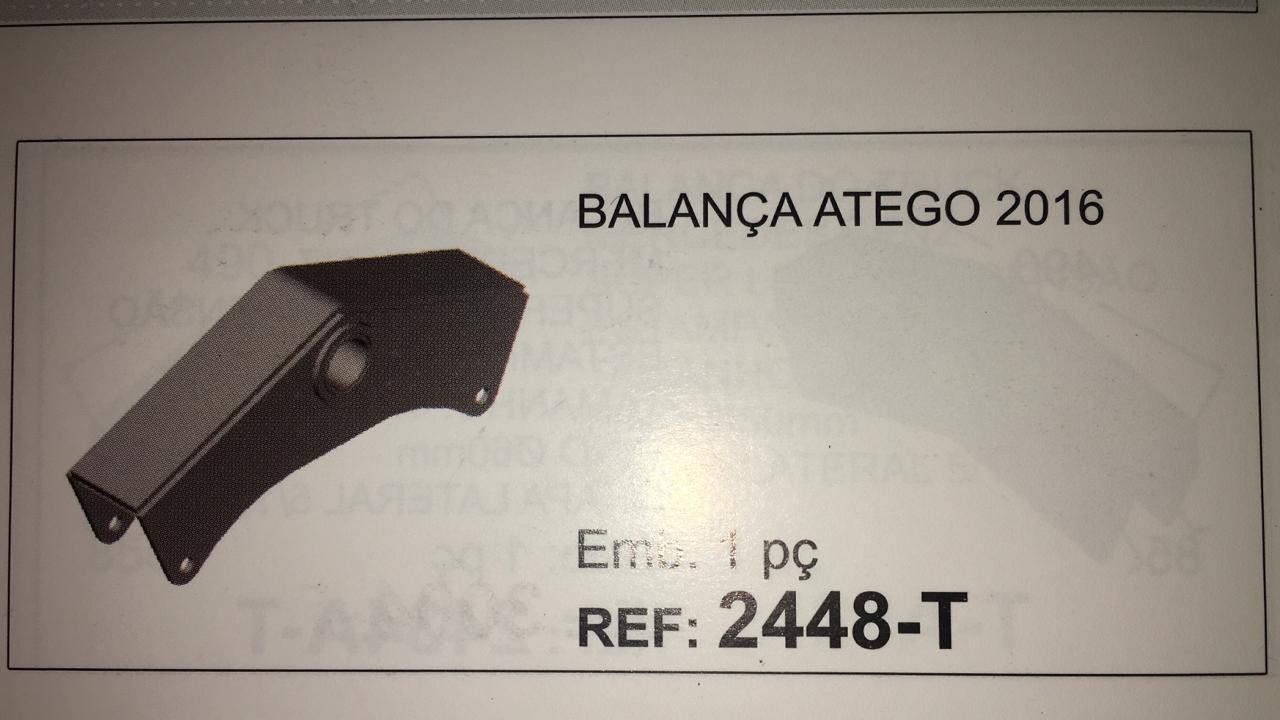 BALANÇA ATEGO 2016
Emb. 1 pç
REF: 2448-T